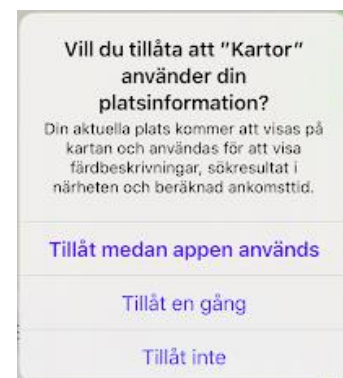 Vill du tillåta att ”Kartor”
använder din
platsinformation?
Din aktuella plats kommer att visas på
kartan och användas för att visa
färdbeskrivningar, sökresultat i
närheten och beräknad ankomsttid.
Tillåt medan appen används
Tillåt en gång
Tillåt inte